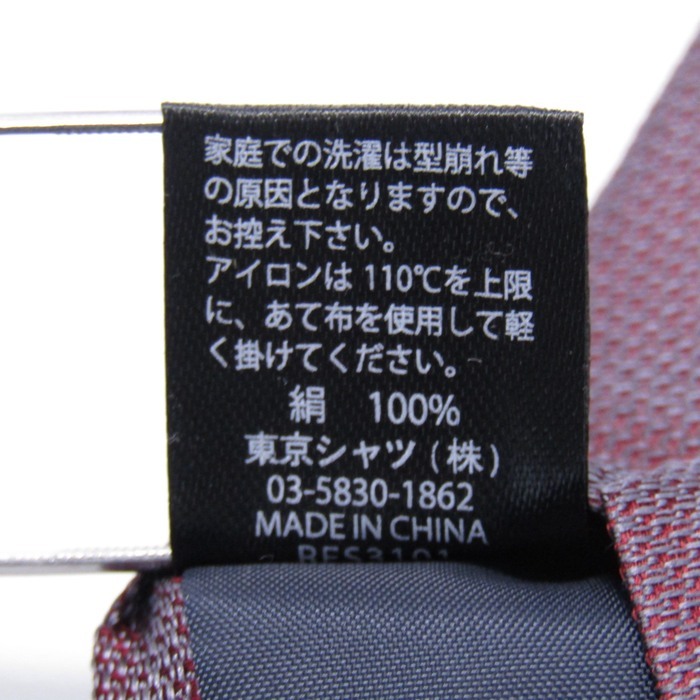 家庭での洗濯は型崩れ等
の原因となりますので、
お控え下さい。
アイロンは 110℃を上限
に、あて布を使用して軽
く掛けてください。
絹　100%
東京シャツ (株)
03-5830-1862
MADE IN CHINA